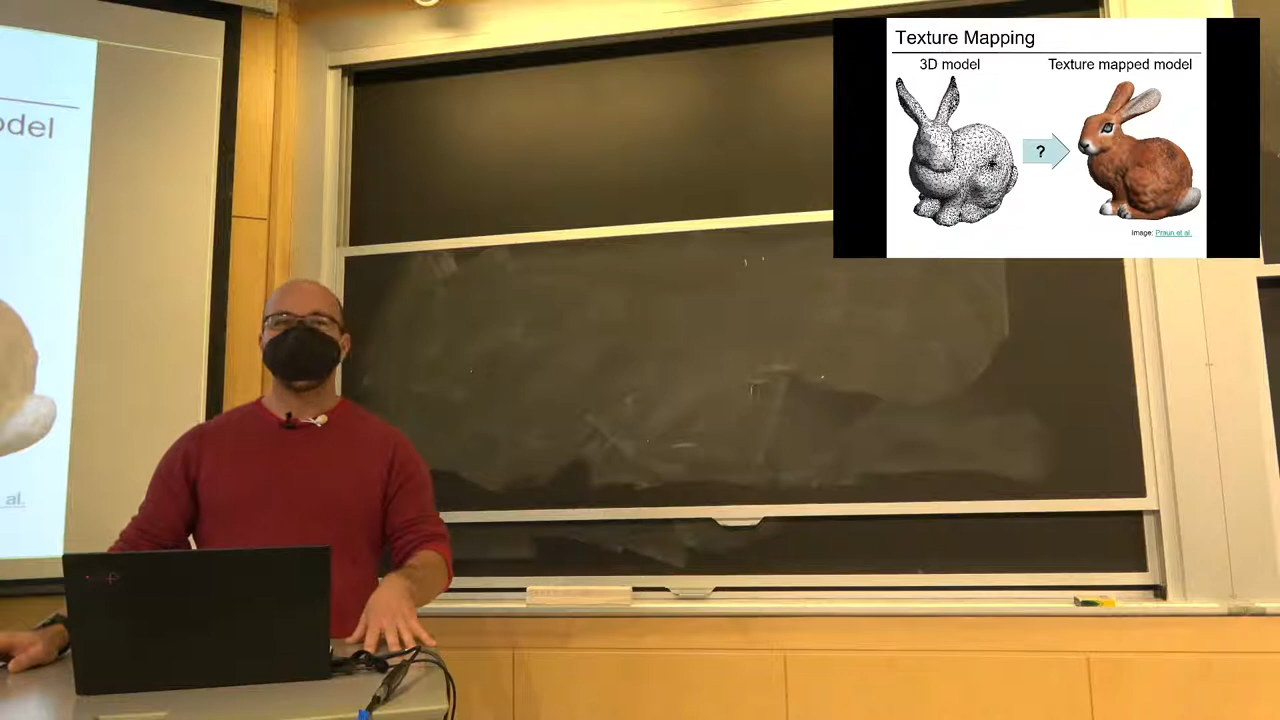 odel
al.
Texture Mapping
3D model
Texture mapped model
?
Image: Praun et al.